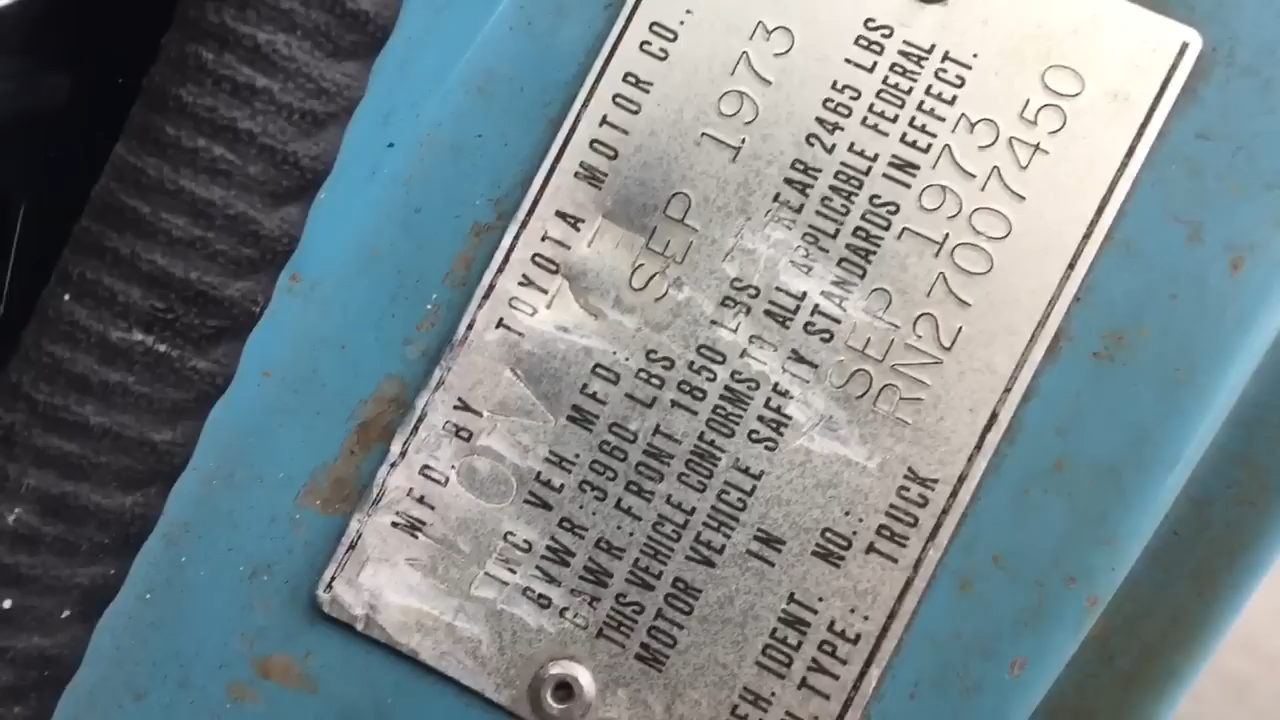 MFD BY TOYOTA MOTOR CO.,
INC VEH. MFD. SEP 1973
GVWR: 3960 LBS
GAWR: FRONT 1850 LBS REAR 2465 LBS
THIS VEHICLE CONFORMS TO ALL APPLICABLE FEDERAL
MOTOR VEHICLE SAFETY STANDARDS IN EFFECT.
IN SEP 1973
EH. IDENT. NO.: RN27007450
TYPE: TRUCK